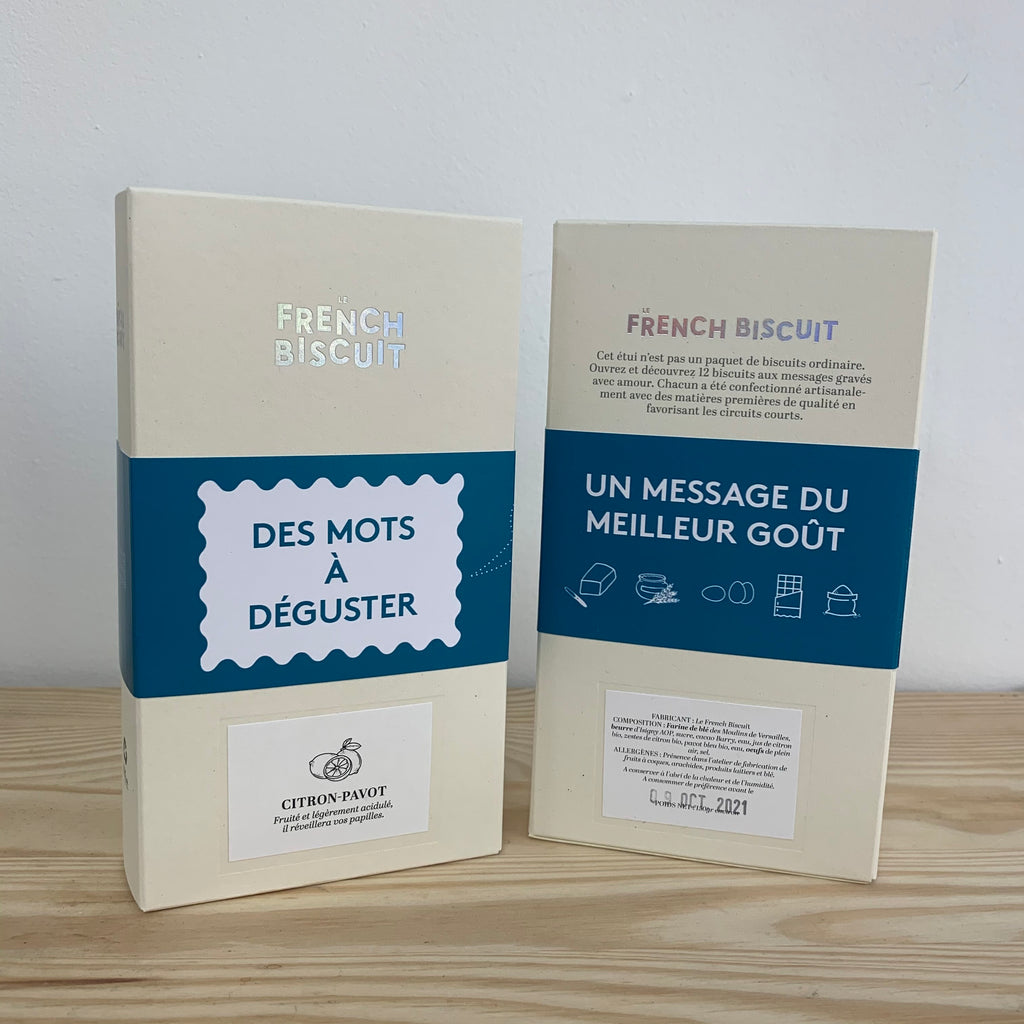 LE
FRENCH
BISCUIT
DES MOTS
À
DÉGUSTER
CITRON-PAVOT
Fruité et légèrement acidulé,
il réveillera vos papilles.
LE
FRENCH BISCUIT
Cet étui n'est pas un paquet de biscuits ordinaire.
Ouvrez et découvrez 12 biscuits aux messages gravés
avec amour. Chacun a été confectionné artisanale-
ment avec des matières premières de qualité en
favorisant les circuits courts.
UN MESSAGE DU
MEILLEUR GOÛT
FABRICANT : Le French Biscuit
COMPOSITION : Farine de blé des Moulins de Versailles,
beurre d'Isigny AOP, sucre, cacao Barry, eau, jus de citron
bio, zestes de citron bio, pavot bleu bio, eau, oeufs de plein
air, sel.
ALLERGÈNES : Présence dans l'atelier de fabrication de
fruits à coques, arachides, produits laitiers et blé.
A conserver à l'abri de la chaleur et de l'humidité.
A consommer de préférence avant le
09 OCT. 2021
POIDS NET